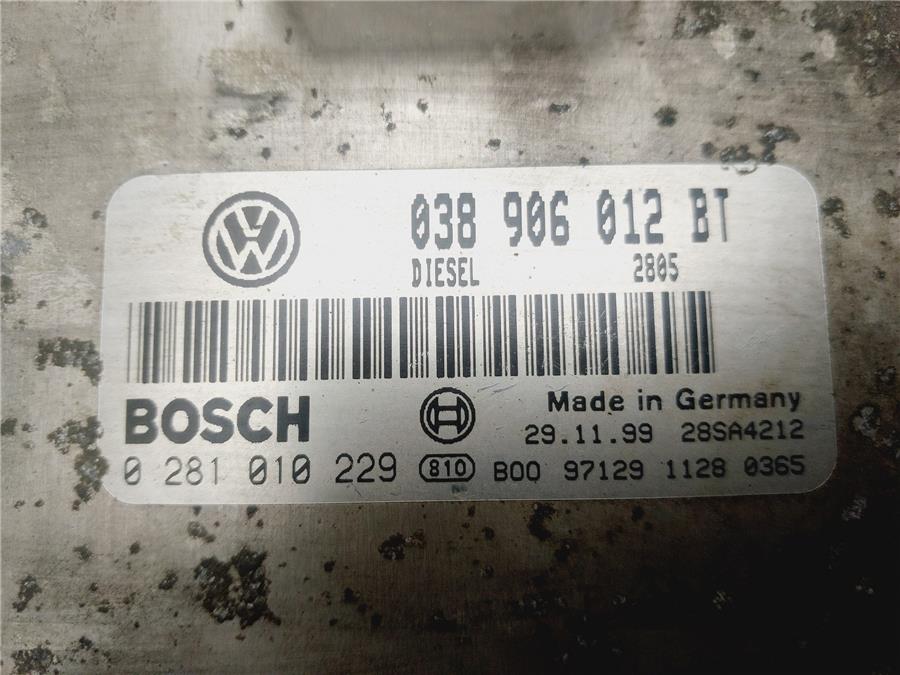 038 906 012 BT
DIESEL 2805
BOSCH
Made in Germany
29.11.99 28SA4212
0 281 010 229 810 B00 97129 1128 0365